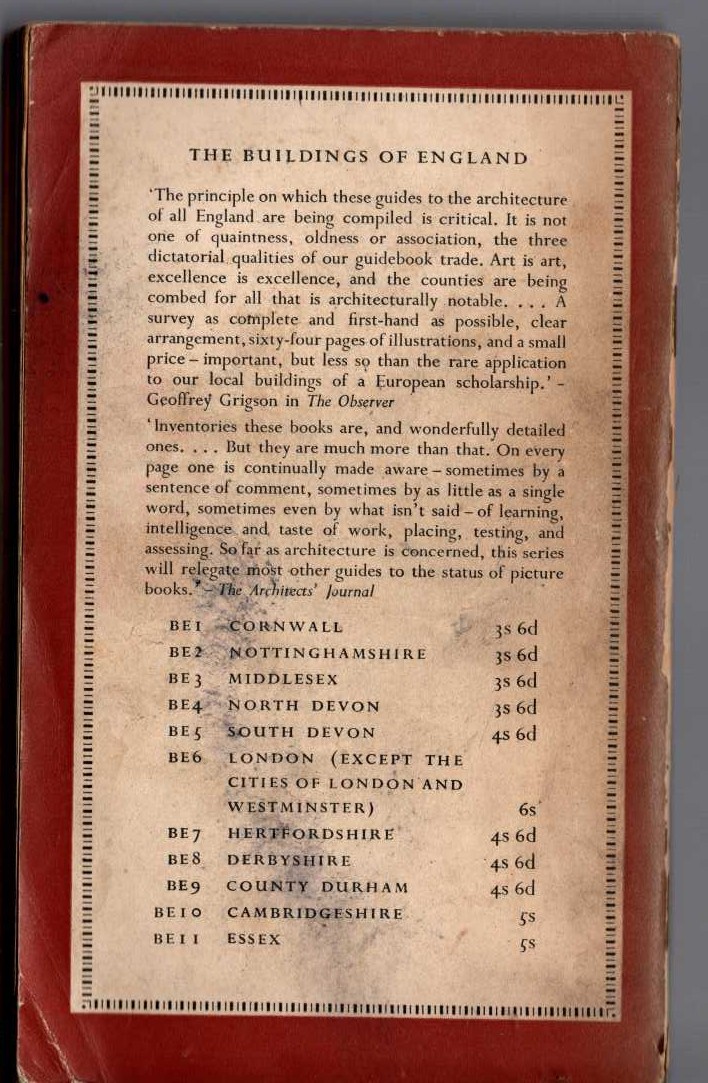 THE BUILDINGS OF ENGLAND
'The principle on which these guides to the architecture
of all England are being compiled is critical. It is not
one of quaintness, oldness or association, the three
dictatorial qualities of our guidebook trade. Art is art,
excellence is excellence, and the counties are being
combed for all that is architecturally notable. . . . A
survey as complete and first-hand as possible, clear
arrangement, sixty-four pages of illustrations, and a small
price – important, but less so than the rare application
to our local buildings of a European scholarship.' –
Geoffrey Grigson in The Observer
'Inventories these books are, and wonderfully detailed
ones. . . . But they are much more than that. On every
page one is continually made aware – sometimes by a
sentence of comment, sometimes by as little as a single
word, sometimes even by what isn't said – of learning,
intelligence and taste of work, placing, testing, and
assessing. So far as architecture is concerned, this series
will relegate most other guides to the status of picture
books.' – The Architects' Journal
BE1 CORNWALL 3s 6d
BE2 NOTTINGHAMSHIRE 3s 6d
BE3 MIDDLESEX 3s 6d
BE4 NORTH DEVON 3s 6d
BE5 SOUTH DEVON 4s 6d
BE6 LONDON (EXCEPT THE
CITIES OF LONDON AND
WESTMINSTER) 6s
BE7 HERTFORDSHIRE 4s 6d
BE8 DERBYSHIRE 4s 6d
BE9 COUNTY DURHAM 4s 6d
BE10 CAMBRIDGESHIRE 5s
BE11 ESSEX 5s